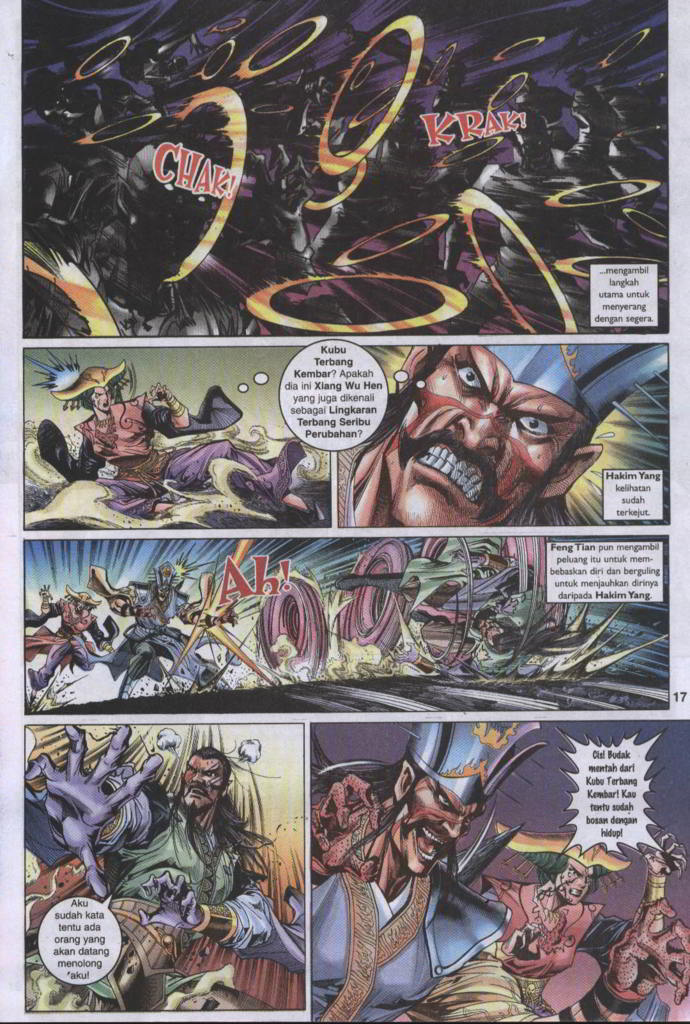 CHAK!
KRAK!
...mengambil
langkah
utama untuk
menyerang
dengan segera.
Kubu
Terbang
Kembar? Apakah
dia ini Xiang Wu Hen
yang juga dikenali
sebagai Lingkaran
Terbang Seribu
Perubahan?
Hakim Yang
kelihatan
sudah
terkejut.
Ah!
Feng Tian pun mengambil
peluang itu untuk mem-
bebaskan diri dan berguling
untuk menjauhkan dirinya
daripada Hakim Yang.
17
Aku
sudah kata
tentu ada
orang yang
akan datang
menolong
'aku!
Cis! Budak
mentah dari
Kubu Terbang
Kembar! Kau
tentu sudah
bosan dengan
hidup!